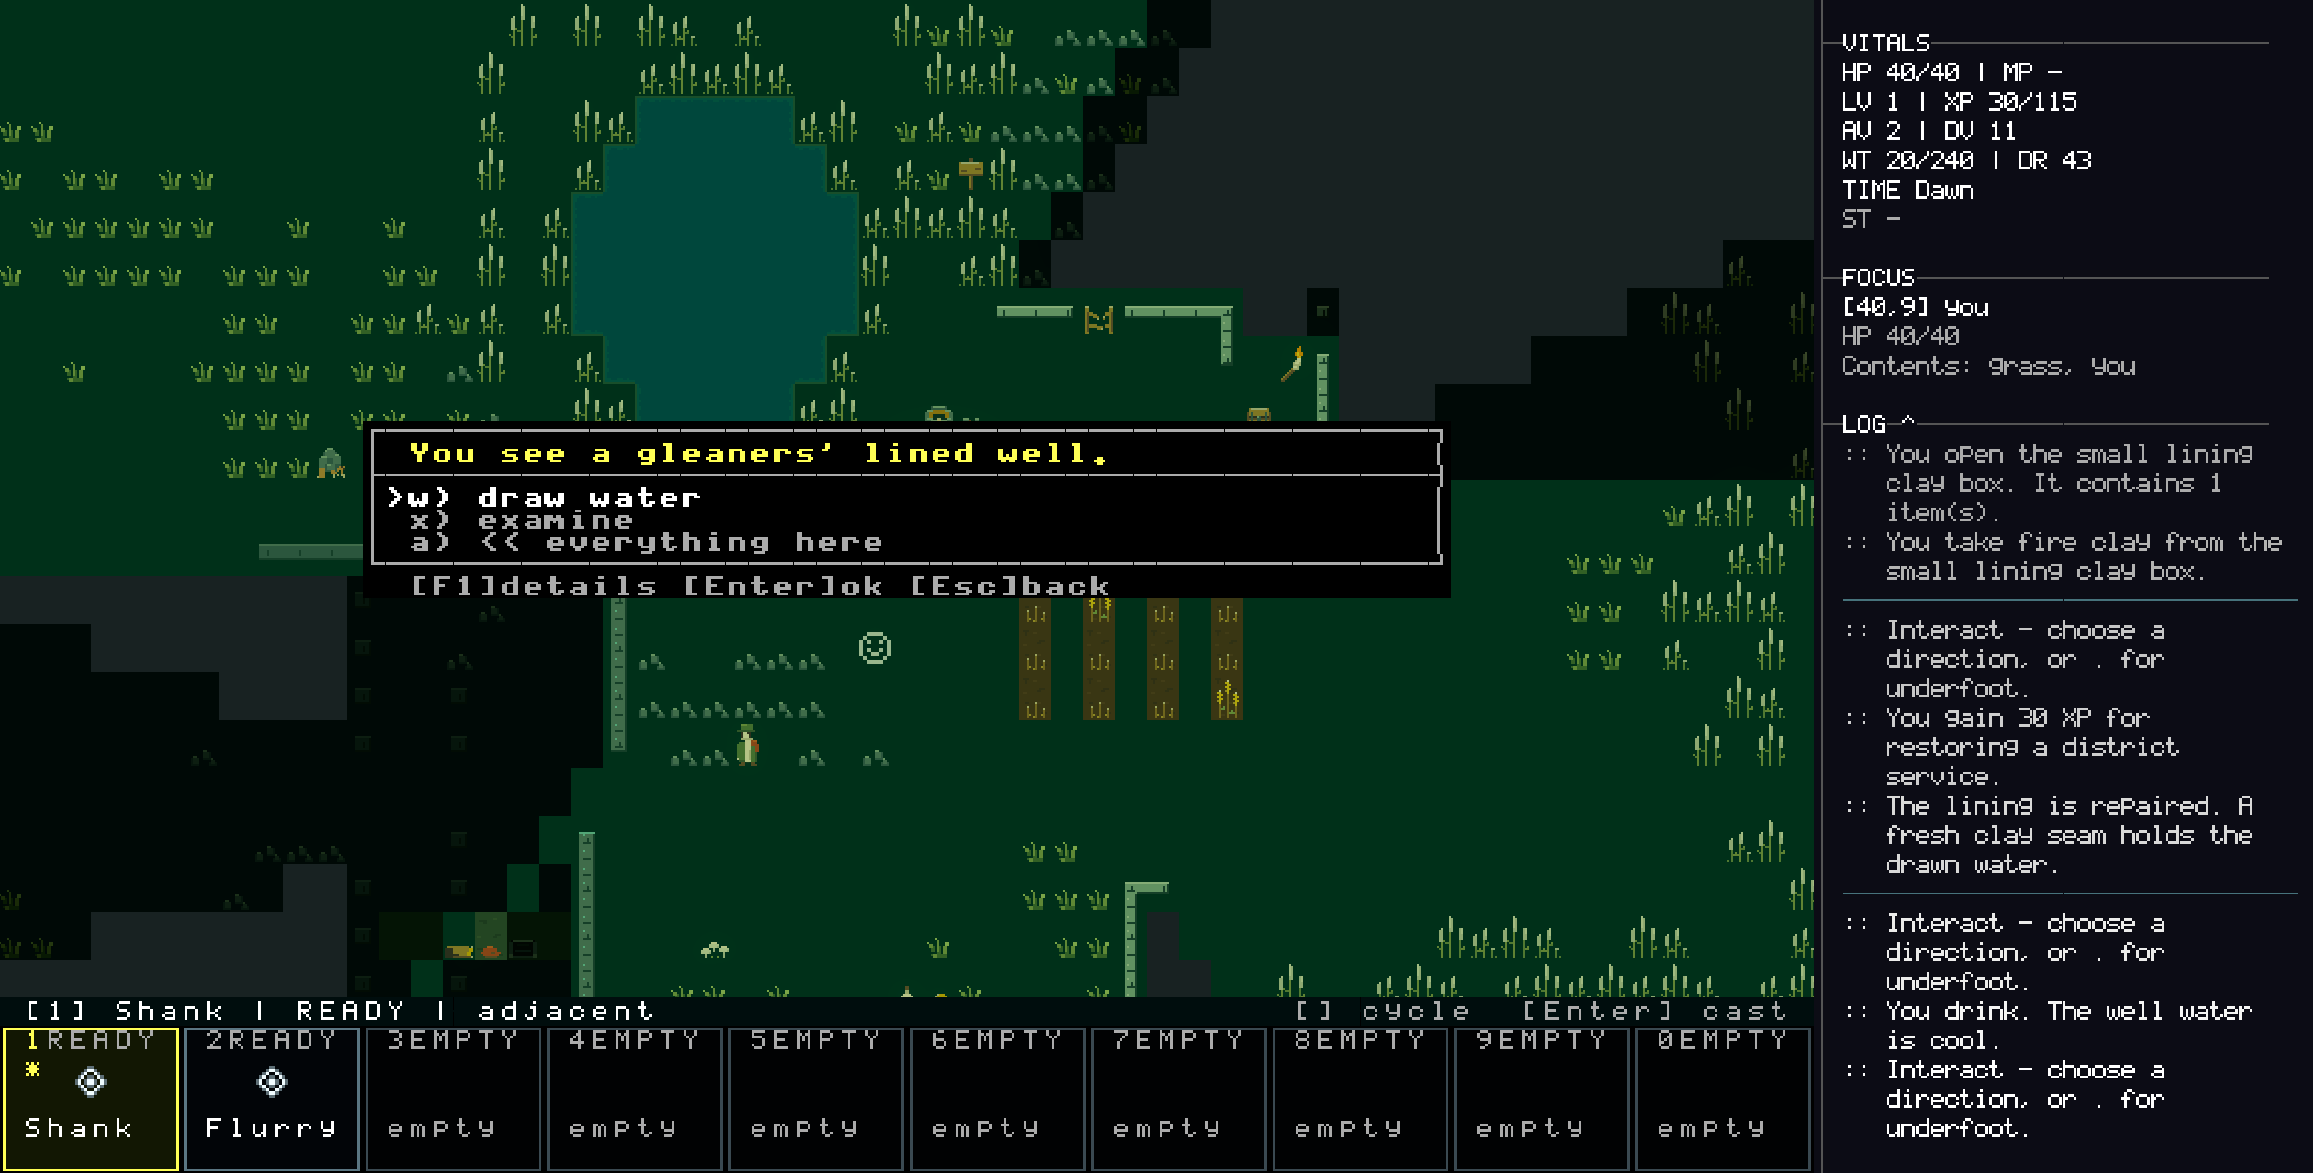 You see a gleaners' lined well.
>w) draw water
x) examine
a) << everything here
[F1]details [Enter]ok [Esc]back
[1] Shank | READY | adjacent
[] cycle [Enter] cast
1READY
*
Shank
2READY
Flurry
3EMPTY
empty
4EMPTY
empty
5EMPTY
empty
6EMPTY
empty
7EMPTY
empty
8EMPTY
empty
9EMPTY
empty
0EMPTY
empty
VITALS
HP 40/40 | MP -
LV 1 | XP 30/115
AV 2 | DV 11
WT 20/240 | DR 43
TIME Dawn
ST -
FOCUS
[40,9] You
HP 40/40
Contents: grass, You
LOG ^
:: You open the small lining
clay box. It contains 1
item(s).
:: You take fire clay from the
small lining clay box.
:: Interact - choose a
direction, or . for
underfoot.
:: You gain 30 XP for
restoring a district
service.
:: The lining is repaired. A
fresh clay seam holds the
drawn water.
:: Interact - choose a
direction, or . for
underfoot.
:: You drink. The well water
is cool.
:: Interact - choose a
direction, or . for
underfoot.